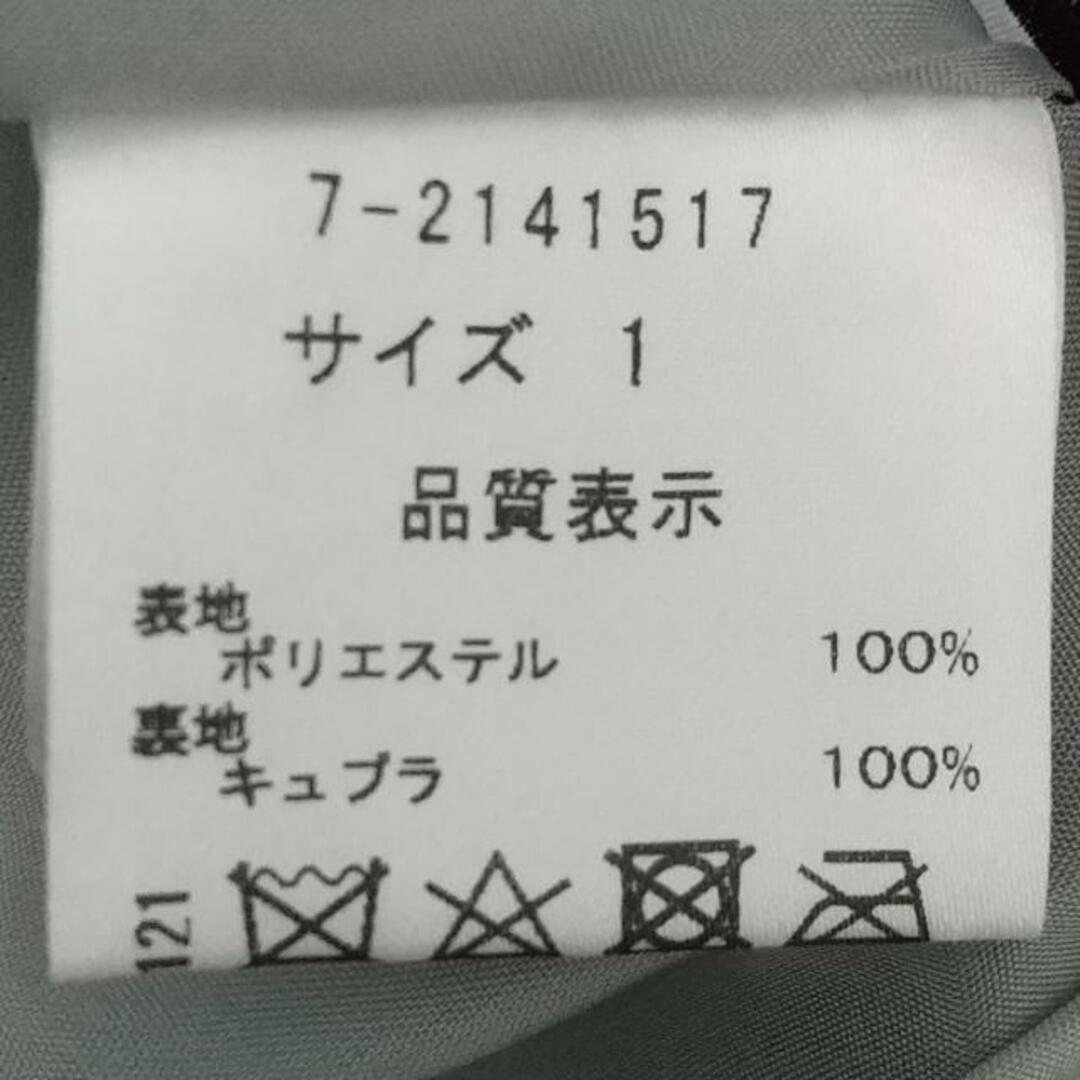 7-2141517
サイズ 1
品質表示
表地
ポリエステル 100%
裏地
キュプラ 100%
121